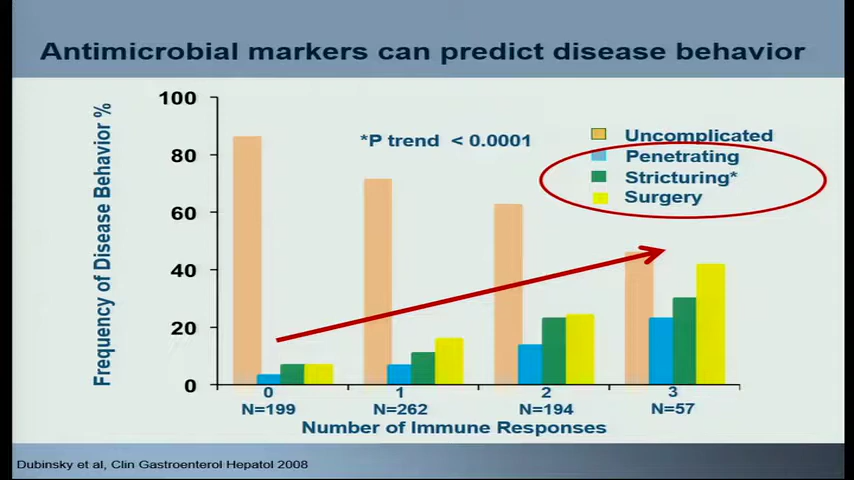 Antimicrobial markers can predict disease behavior
Frequency of Disease Behavior %
100
80
60
40
20
0
*P trend < 0.0001
Uncomplicated
Penetrating
Stricturing*
Surgery
0 1 2 3
N=199 N=262 N=194 N=57
Number of Immune Responses
Dubinsky et al, Clin Gastroenterol Hepatol 2008